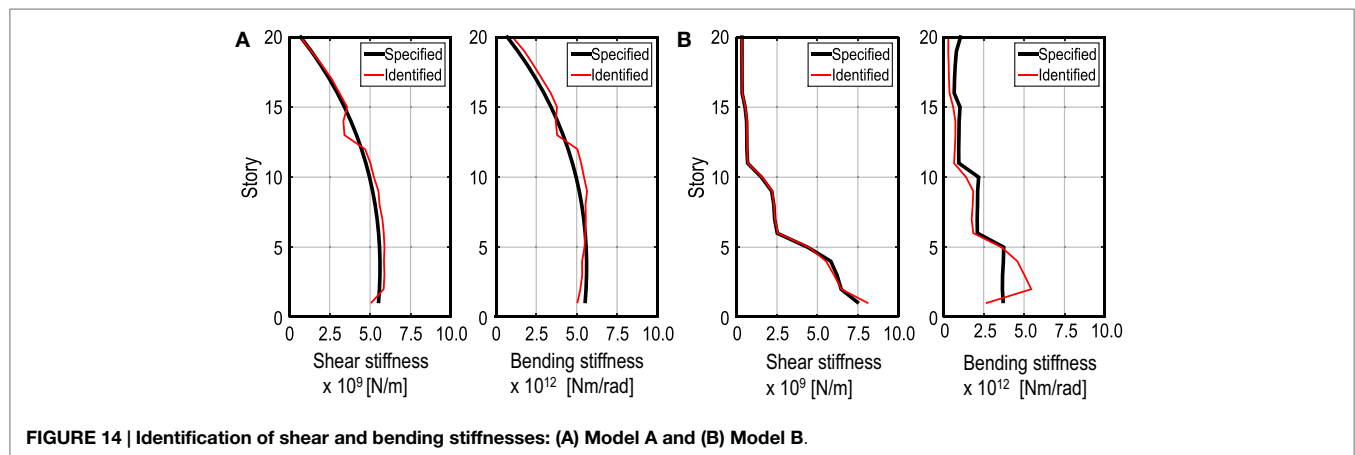 A
20
15
10
5
0
Story
Specified
Identified
0 2.5 5.0 7.5 10.0
Shear stiffness
x 10⁹ [N/m]
20
15
10
5
0
Specified
Identified
0 2.5 5.0 7.5 10.0
Bending stiffness
x 10¹² [Nm/rad]
B
20
15
10
5
0
Story
Specified
Identified
0 2.5 5.0 7.5 10.0
Shear stiffness
x 10⁹ [N/m]
20
15
10
5
0
Specified
Identified
0 2.5 5.0 7.5 10.0
Bending stiffness
x 10¹² [Nm/rad]
FIGURE 14 | Identification of shear and bending stiffnesses: (A) Model A and (B) Model B.